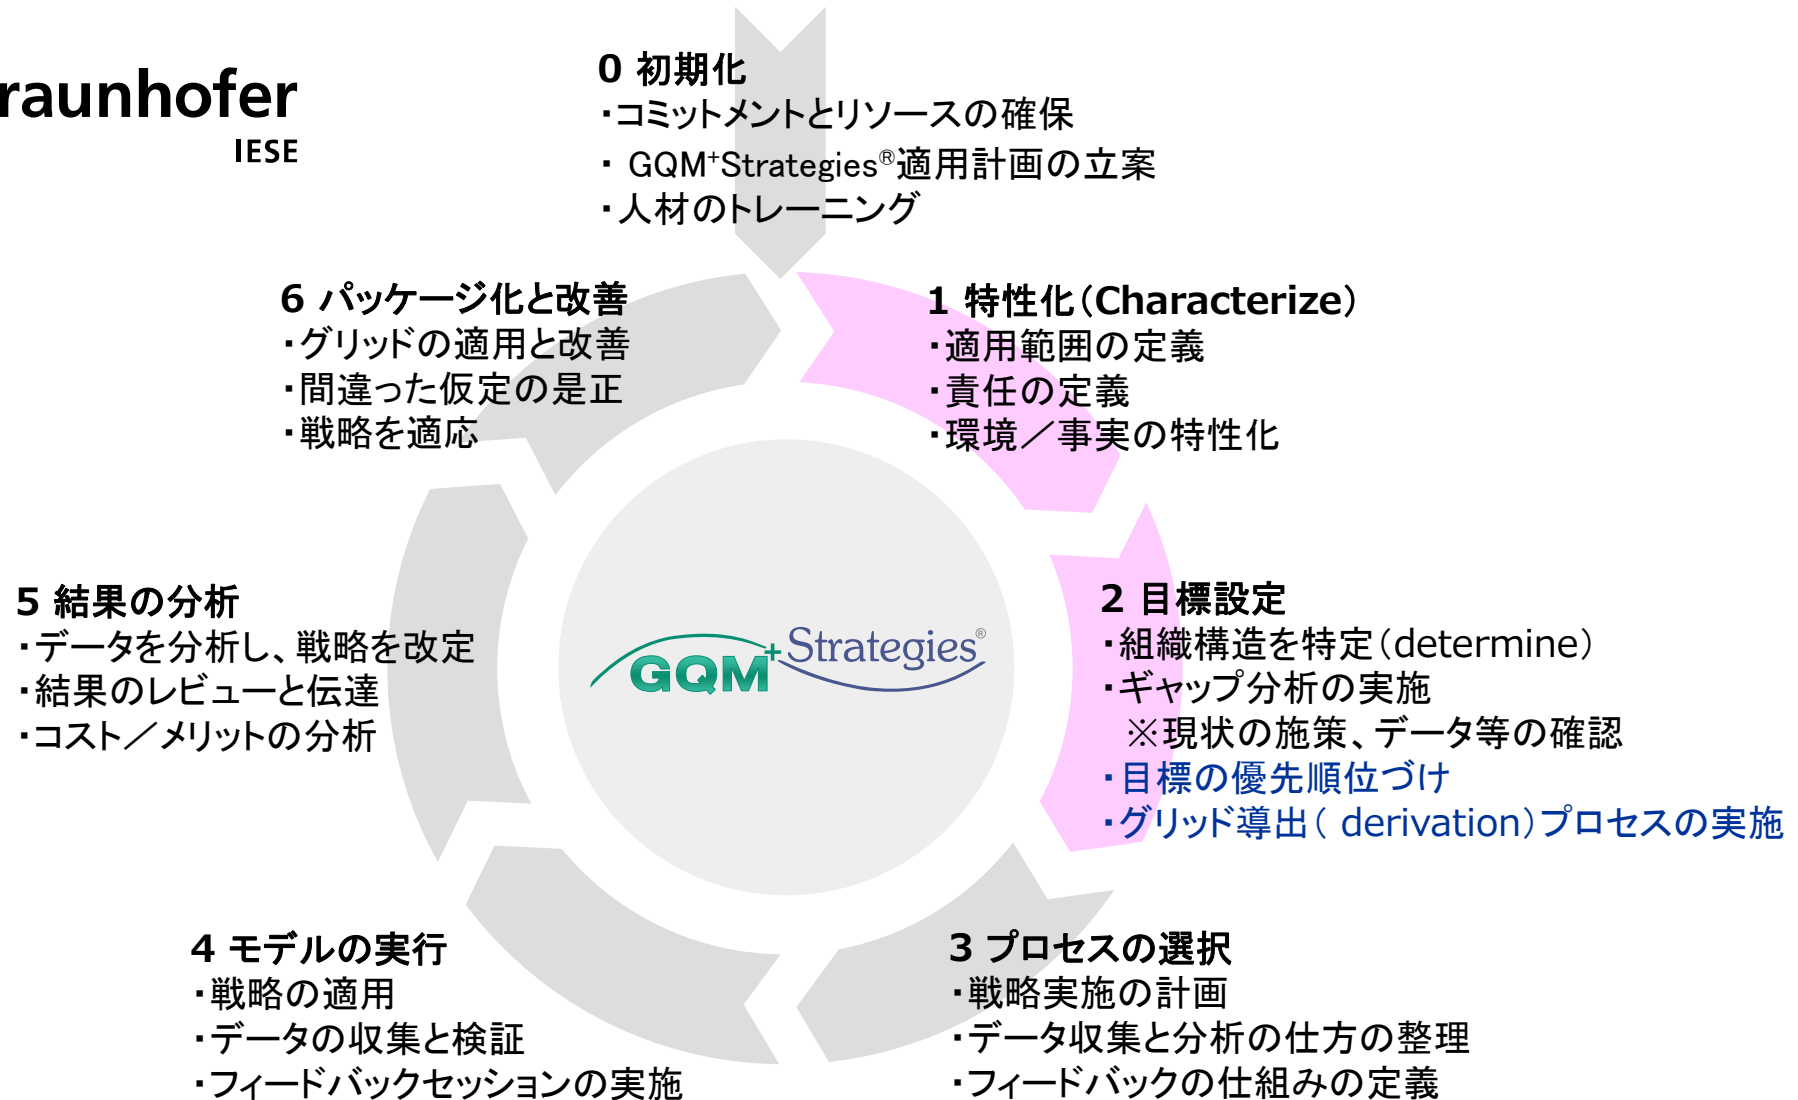 raunhofer
IESE
0 初期化
・コミットメントとリソースの確保
・ GQM+Strategies®適用計画の立案
・人材のトレーニング
1 特性化（Characterize）
・適用範囲の定義
・責任の定義
・環境／事実の特性化
2 目標設定
・組織構造を特定（determine）
・ギャップ分析の実施
※現状の施策、データ等の確認
・目標の優先順位づけ
・グリッド導出（ derivation）プロセスの実施
3 プロセスの選択
・戦略実施の計画
・データ収集と分析の仕方の整理
・フィードバックの仕組みの定義
4 モデルの実行
・戦略の適用
・データの収集と検証
・フィードバックセッションの実施
5 結果の分析
・データを分析し、戦略を改定
・結果のレビューと伝達
・コスト／メリットの分析
6 パッケージ化と改善
・グリッドの適用と改善
・間違った仮定の是正
・戦略を適応
GQM+Strategies®